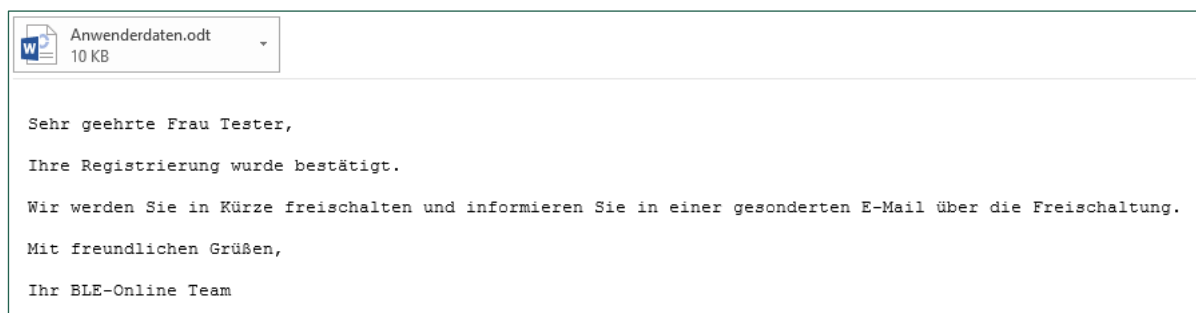 Anwenderdaten.odt
10 KB
Sehr geehrte Frau Tester,
Ihre Registrierung wurde bestätigt.
Wir werden Sie in Kürze freischalten und informieren Sie in einer gesonderten E-Mail über die Freischaltung.
Mit freundlichen Grüßen,
Ihr BLE-Online Team